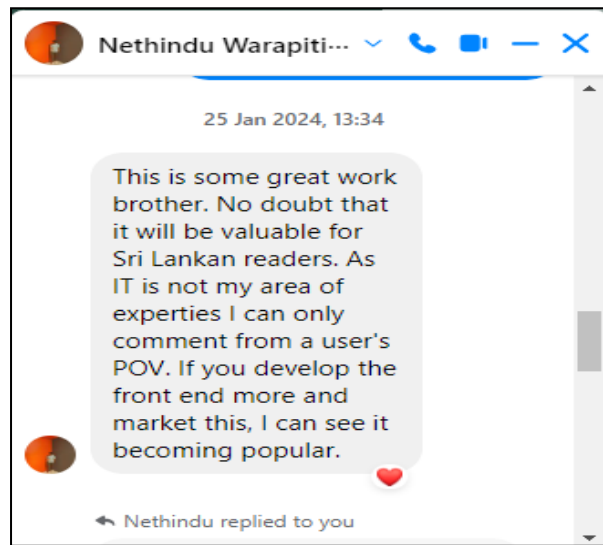 Nethindu Warapiti...
25 Jan 2024, 13:34
This is some great work
brother. No doubt that
it will be valuable for
Sri Lankan readers. As
IT is not my area of
experties I can only
comment from a user's
POV. If you develop the
front end more and
market this, I can see it
becoming popular.
Nethindu replied to you